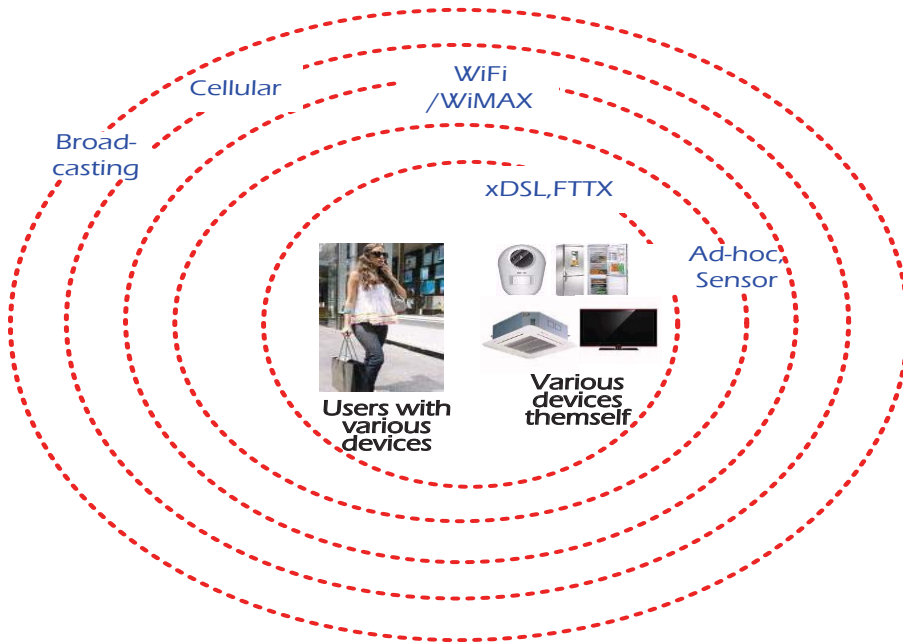 Cellular
WiFi
/WiMAX
Broad-
casting
xDSL,FTTX
Ad-hoc,
Sensor
Users with
various
devices
Various
devices
themself